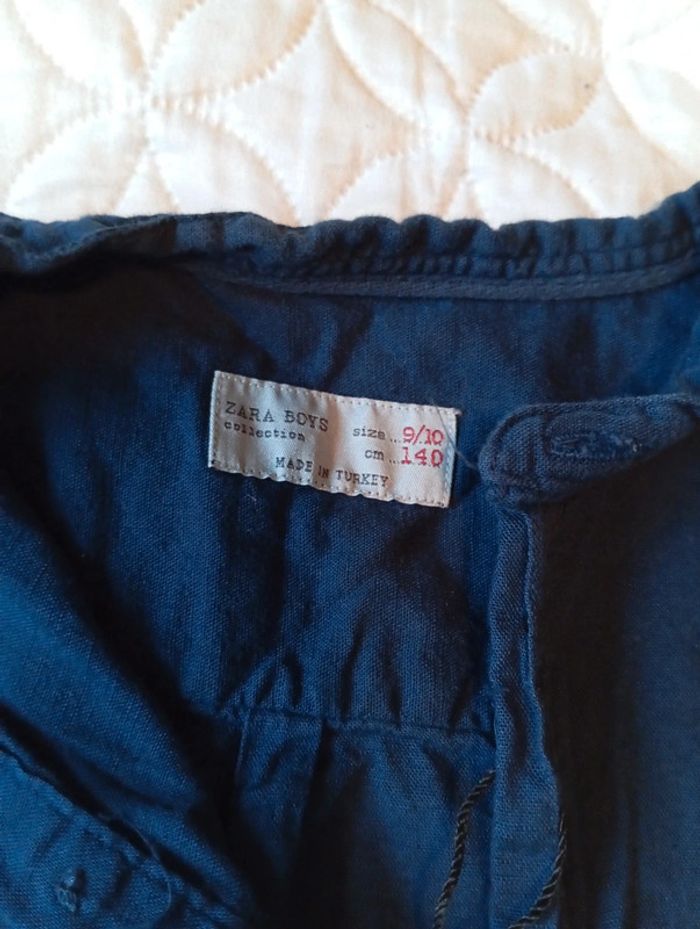 ZARA BOYS
collection
size...9/10
cm...140
MADE IN TURKEY